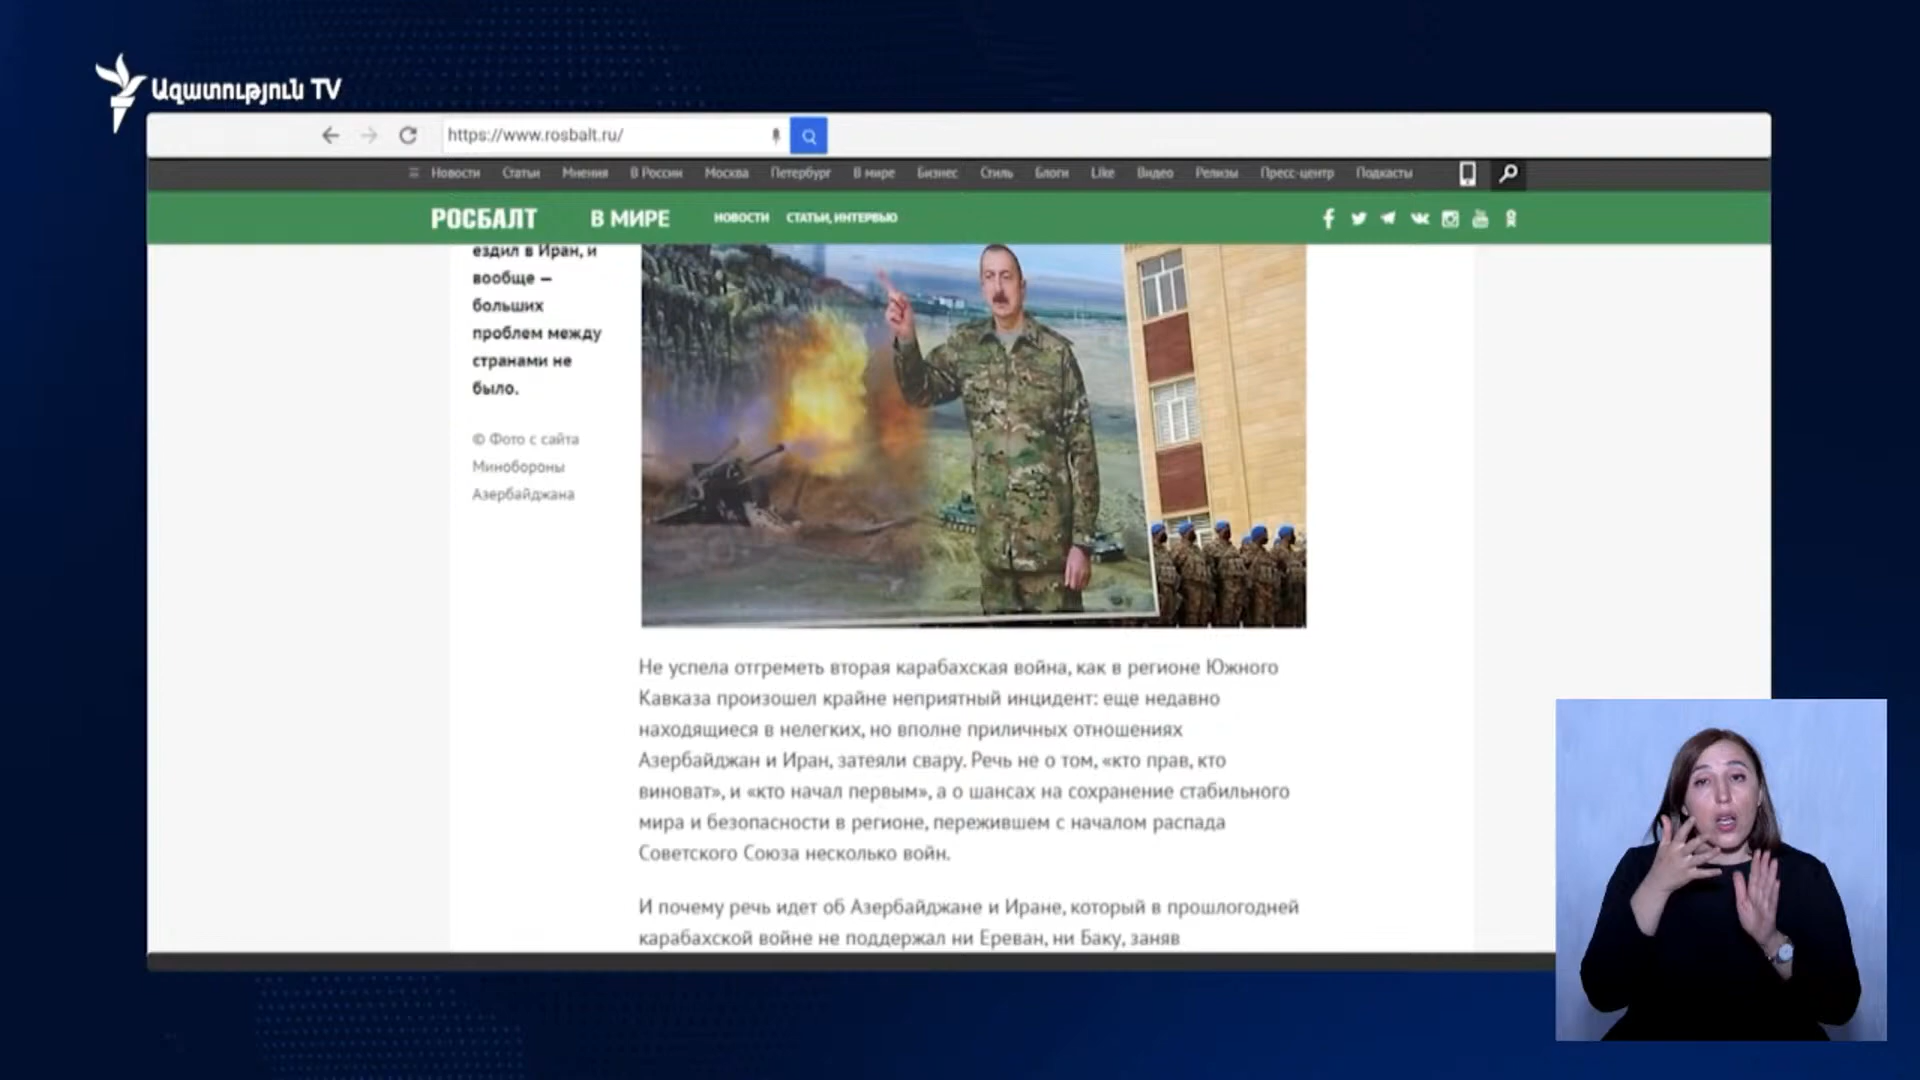 Ազատություն TV
https://www.rosbalt.ru/
Новости Статьи Мнения В России Москва Петербург В мире Бизнес Стиль Блоги Like Видео Релизы Пресс-центр Подкасты
РОСБАЛТ В МИРЕ НОВОСТИ СТАТЬИ, ИНТЕРВЬЮ
ездил в Иран, и
вообще —
больших
проблем между
странами не
было.
© Фото с сайта
Минобороны
Азербайджана
Не успела отгреметь вторая карабахская война, как в регионе Южного
Кавказа произошел крайне неприятный инцидент: еще недавно
находящиеся в нелегких, но вполне приличных отношениях
Азербайджан и Иран, затеяли свару. Речь не о том, «кто прав, кто
виноват», и «кто начал первым», а о шансах на сохранение стабильного
мира и безопасности в регионе, пережившем с началом распада
Советского Союза несколько войн.
И почему речь идет об Азербайджане и Иране, который в прошлогодней
карабахской войне не поддержал ни Ереван, ни Баку, заняв